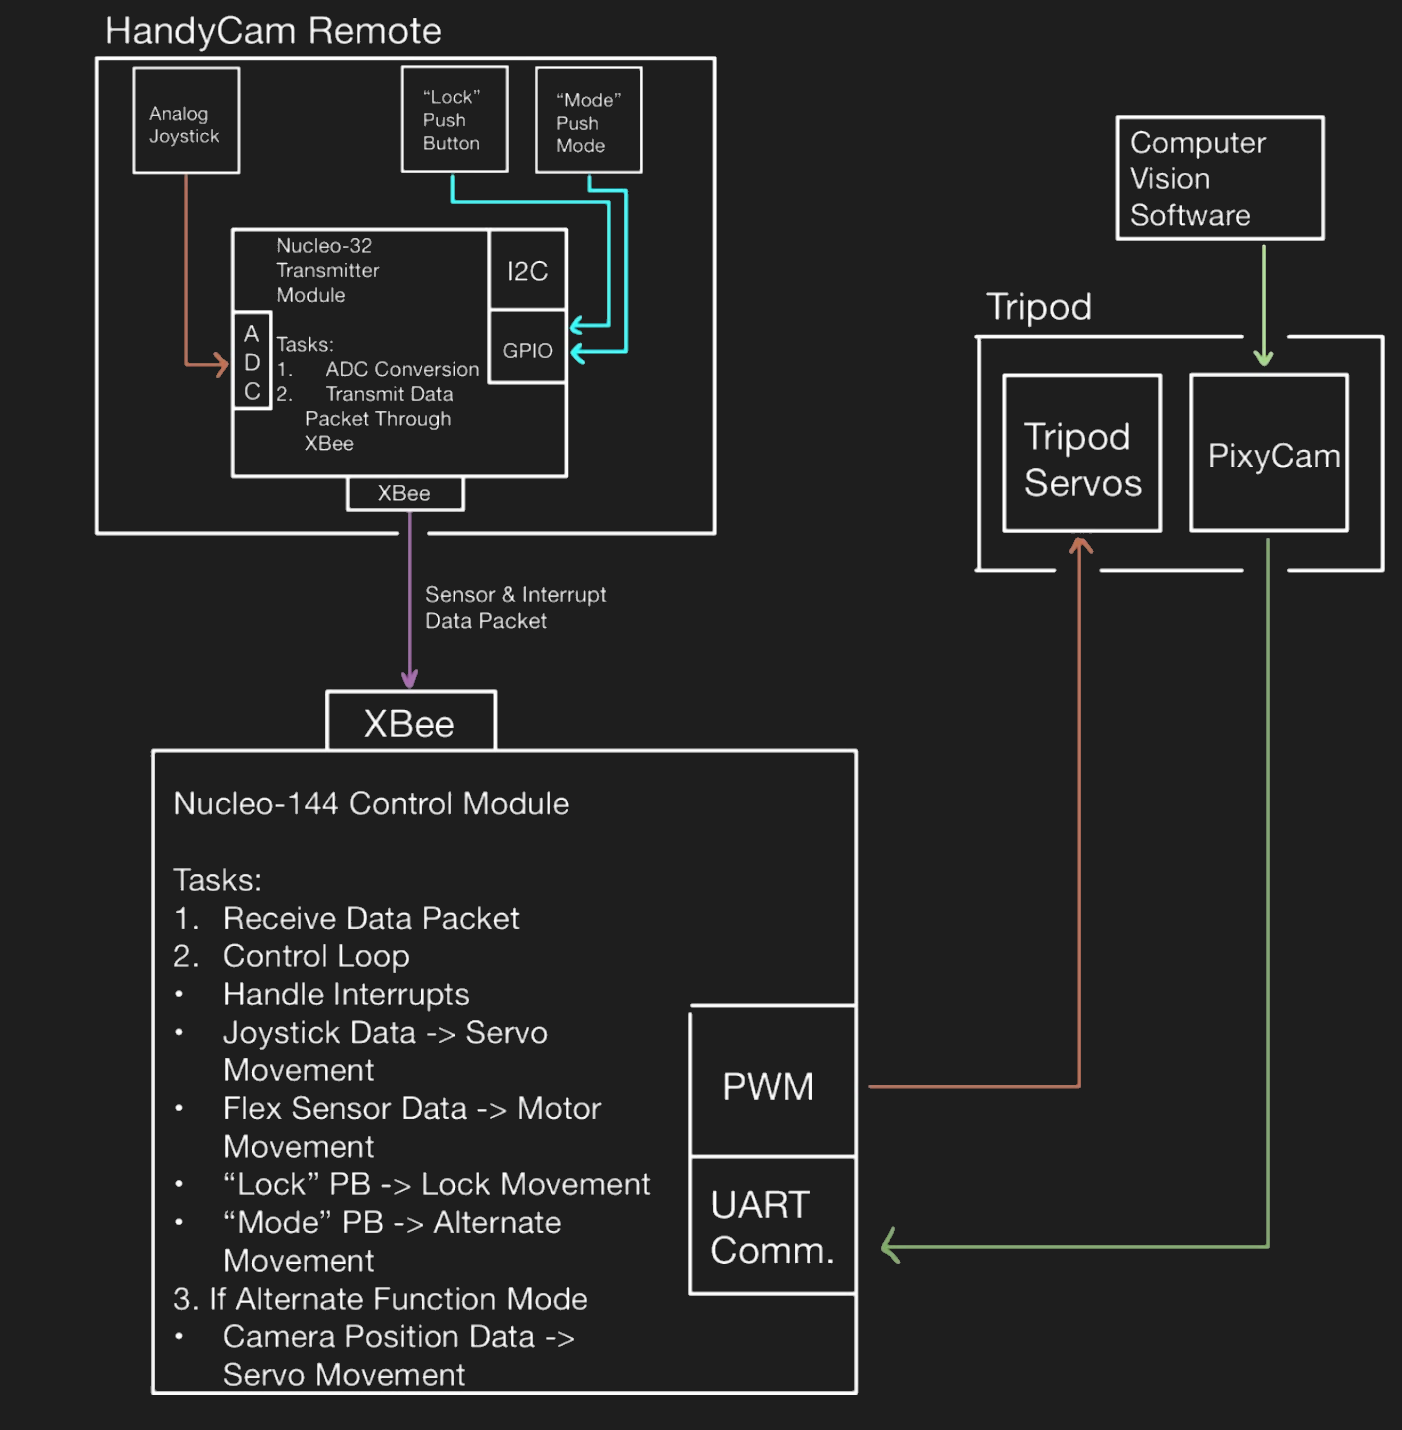 HandyCam Remote
Analog
Joystick
“Lock”
Push
Button
“Mode”
Push
Mode
Nucleo-32
Transmitter
Module
I2C
GPIO
A
D
C
Tasks:
1. ADC Conversion
2. Transmit Data
Packet Through
XBee
XBee
Sensor & Interrupt
Data Packet
Computer
Vision
Software
Tripod
Tripod
Servos
PixyCam
XBee
Nucleo-144 Control Module
Tasks:
1. Receive Data Packet
2. Control Loop
• Handle Interrupts
• Joystick Data -> Servo
Movement
• Flex Sensor Data -> Motor
Movement
• “Lock” PB -> Lock Movement
• “Mode” PB -> Alternate
Movement
3. If Alternate Function Mode
• Camera Position Data ->
Servo Movement
PWM
UART
Comm.